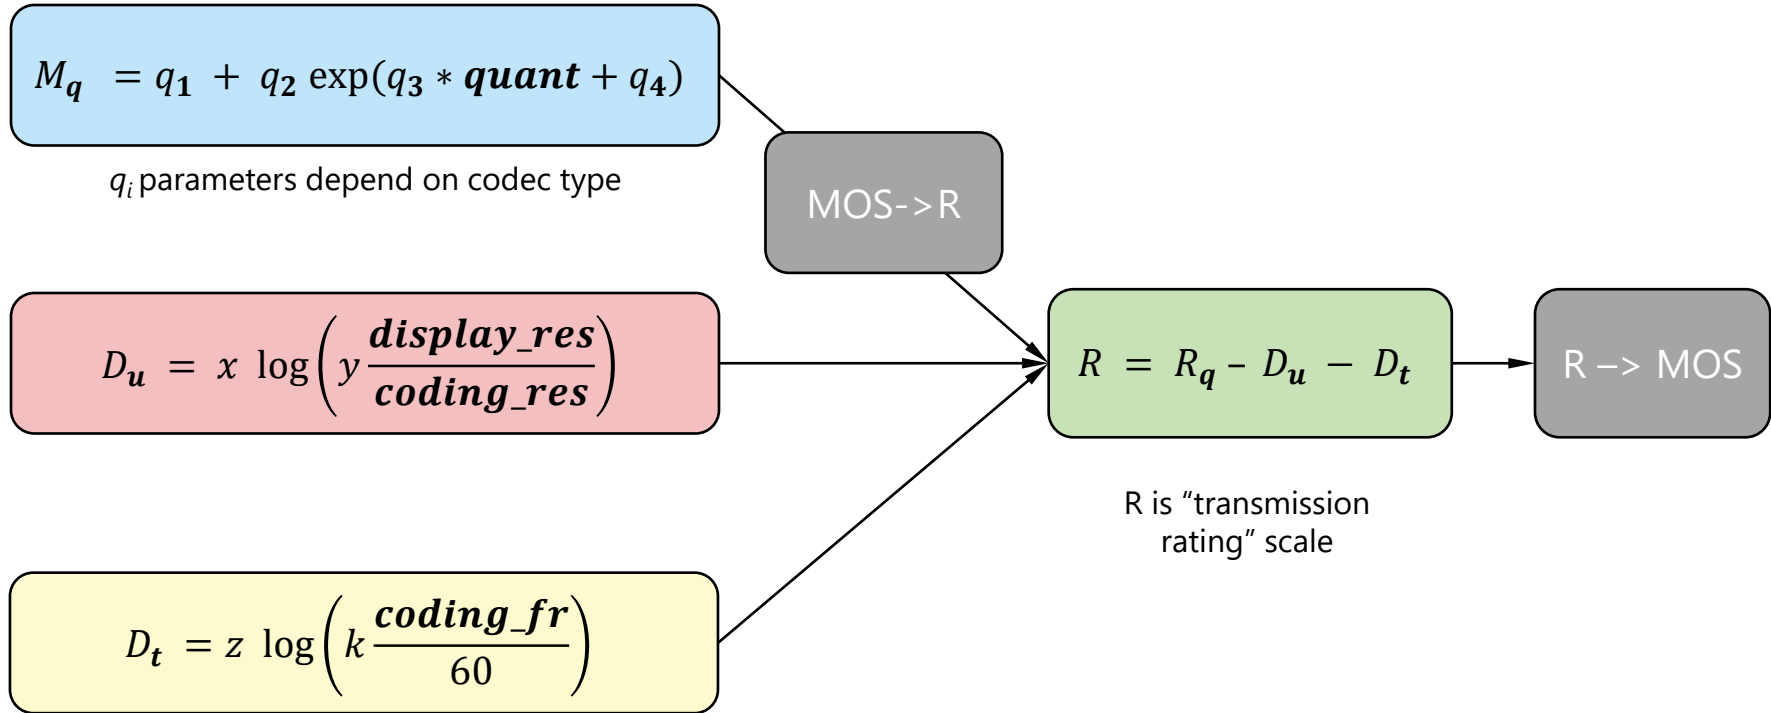 M_q = q_1 + q_2 exp(q_3 * quant + q_4)
q_i parameters depend on codec type
MOS->R
D_u = x log(y display_res / coding_res)
R = R_q – D_u − D_t
R –> MOS
R is “transmission
rating” scale
D_t = z log(k coding_fr / 60)